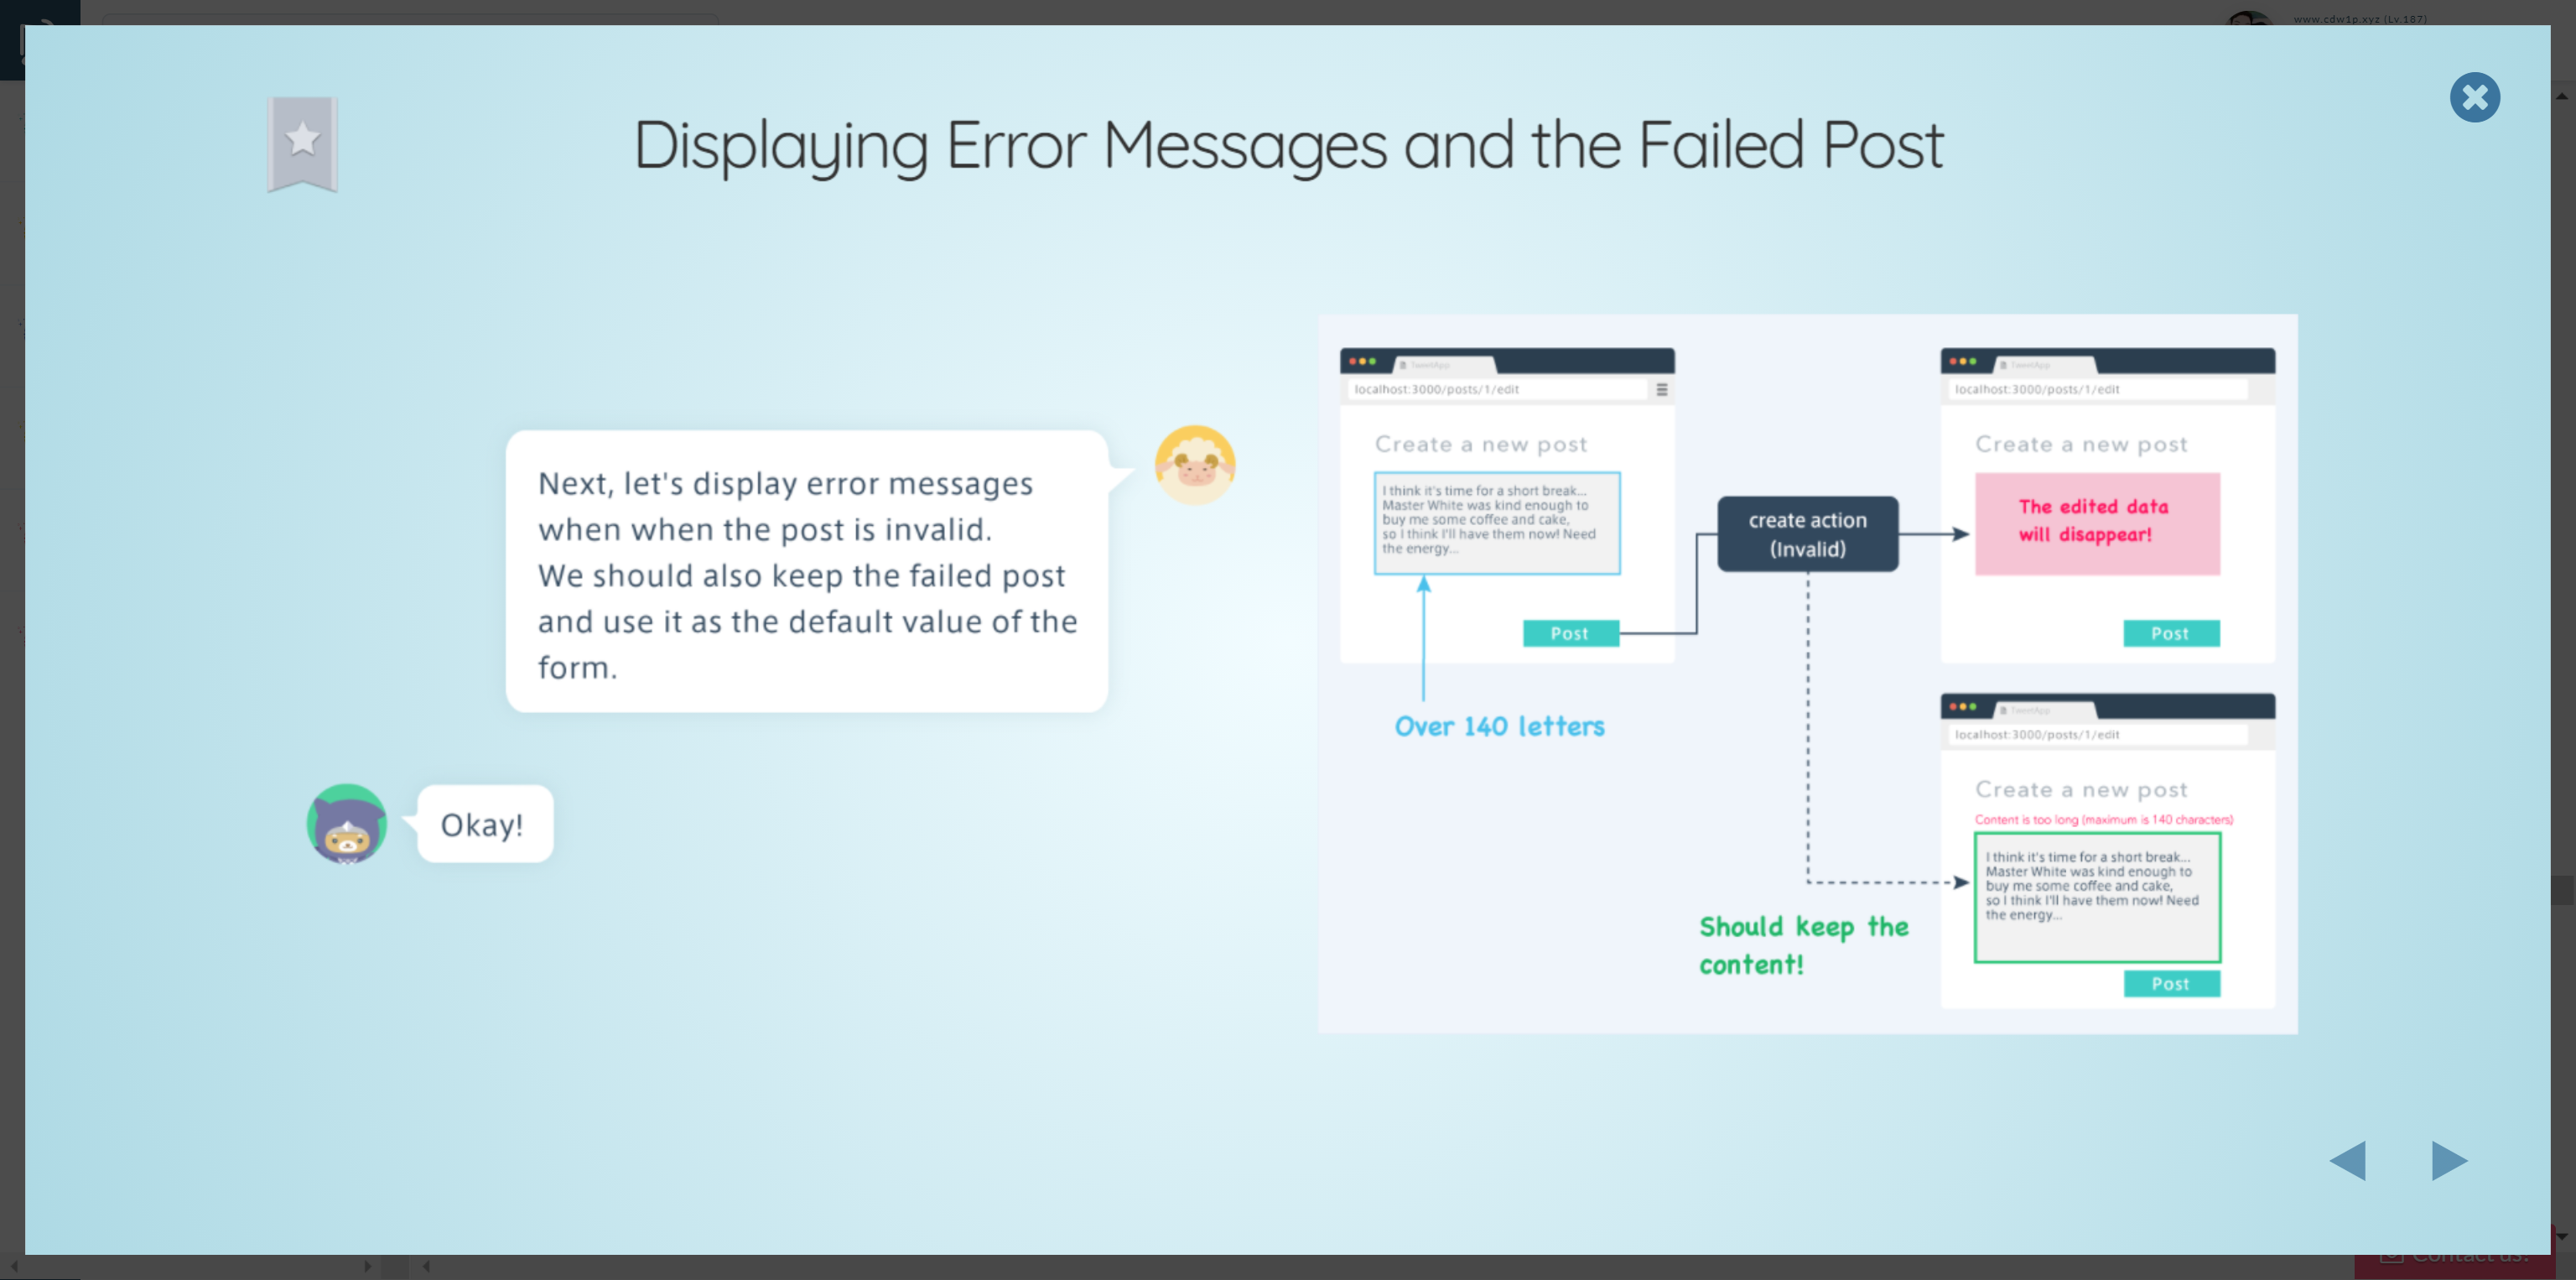 www.cdw1p.xyz (Lv.187)
Displaying Error Messages and the Failed Post
Next, let's display error messages
when when the post is invalid.
We should also keep the failed post
and use it as the default value of the
form.
Okay!
TweetApp
localhost:3000/posts/1/edit
Create a new post
I think it's time for a short break...
Master White was kind enough to
buy me some coffee and cake,
so I think I'll have them now! Need
the energy...
Post
Over 140 letters
create action
(Invalid)
TweetApp
localhost:3000/posts/1/edit
Create a new post
The edited data
will disappear!
Post
Should keep the
content!
TweetApp
localhost:3000/posts/1/edit
Create a new post
Content is too long (maximum is 140 characters)
I think it's time for a short break...
Master White was kind enough to
buy me some coffee and cake,
so I think I'll have them now! Need
the energy...
Post
Contact us!